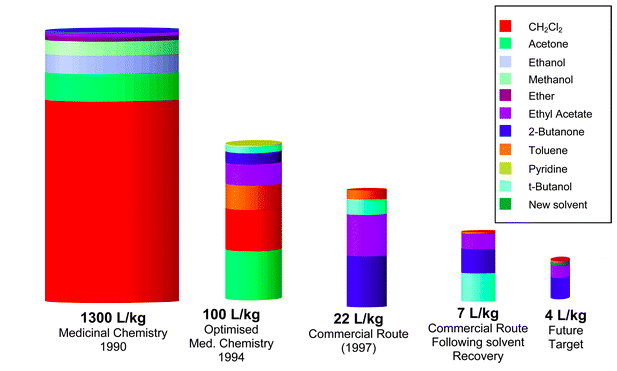 CH₂Cl₂
Acetone
Ethanol
Methanol
Ether
Ethyl Acetate
2-Butanone
Toluene
Pyridine
t-Butanol
New solvent
1300 L/kg
Medicinal Chemistry
1990
100 L/kg
Optimised
Med. Chemistry
1994
22 L/kg
Commercial Route
(1997)
7 L/kg
Commercial Route
Following solvent
Recovery
4 L/kg
Future
Target